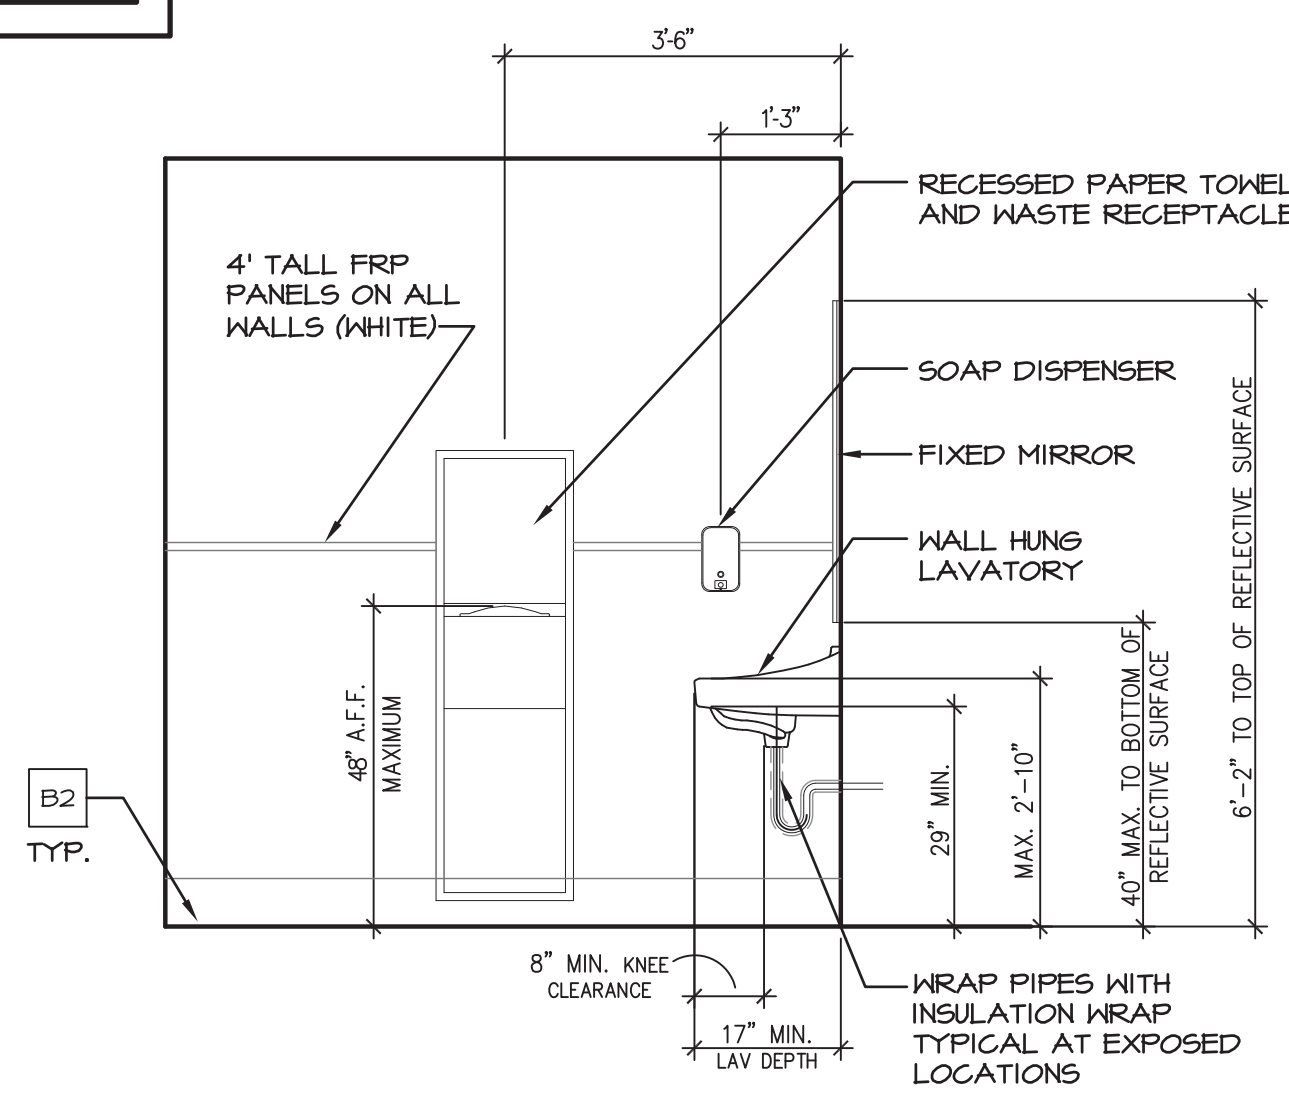 3'-6"
1'-3"
RECESSED PAPER TOWEL
AND WASTE RECEPTACLE
4' TALL FRP
PANELS ON ALL
WALLS (WHITE)
SOAP DISPENSER
FIXED MIRROR
WALL HUNG
LAVATORY
6'-2" TO TOP OF REFLECTIVE SURFACE
40" MAX. TO BOTTOM OF
REFLECTIVE SURFACE
MAX. 2'-10"
29" MIN.
48" A.F.F.
MAXIMUM
B2
TYP.
8" MIN. KNEE
CLEARANCE
17" MIN.
LAV DEPTH
WRAP PIPES WITH
INSULATION WRAP
TYPICAL AT EXPOSED
LOCATIONS